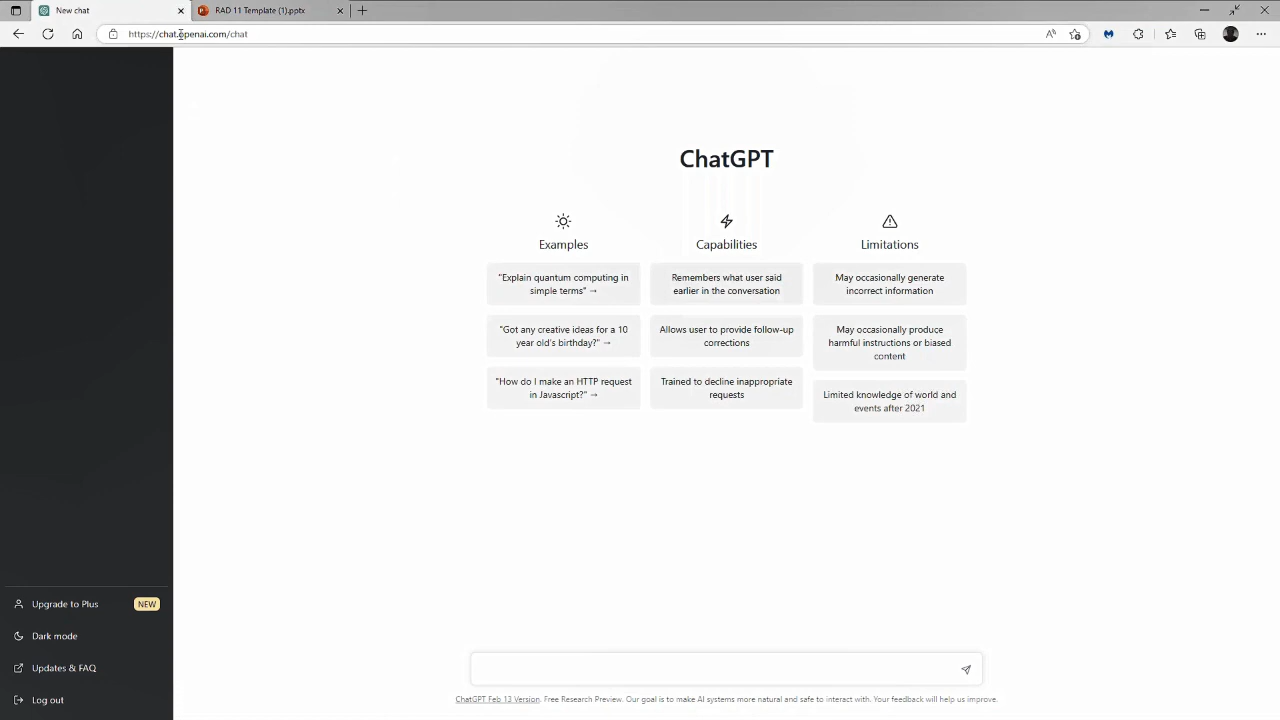 New chat
RAD 11 Template (1).pptx
https://chat.openai.com/chat
ChatGPT
Examples
Capabilities
Limitations
"Explain quantum computing in
simple terms" →
Remembers what user said
earlier in the conversation
May occasionally generate
incorrect information
"Got any creative ideas for a 10
year old's birthday?" →
Allows user to provide follow-up
corrections
May occasionally produce
harmful instructions or biased
content
"How do I make an HTTP request
in Javascript?" →
Trained to decline inappropriate
requests
Limited knowledge of world and
events after 2021
Upgrade to Plus
NEW
Dark mode
Updates & FAQ
Log out
ChatGPT Feb 13 Version. Free Research Preview. Our goal is to make AI systems more natural and safe to interact with. Your feedback will help us improve.